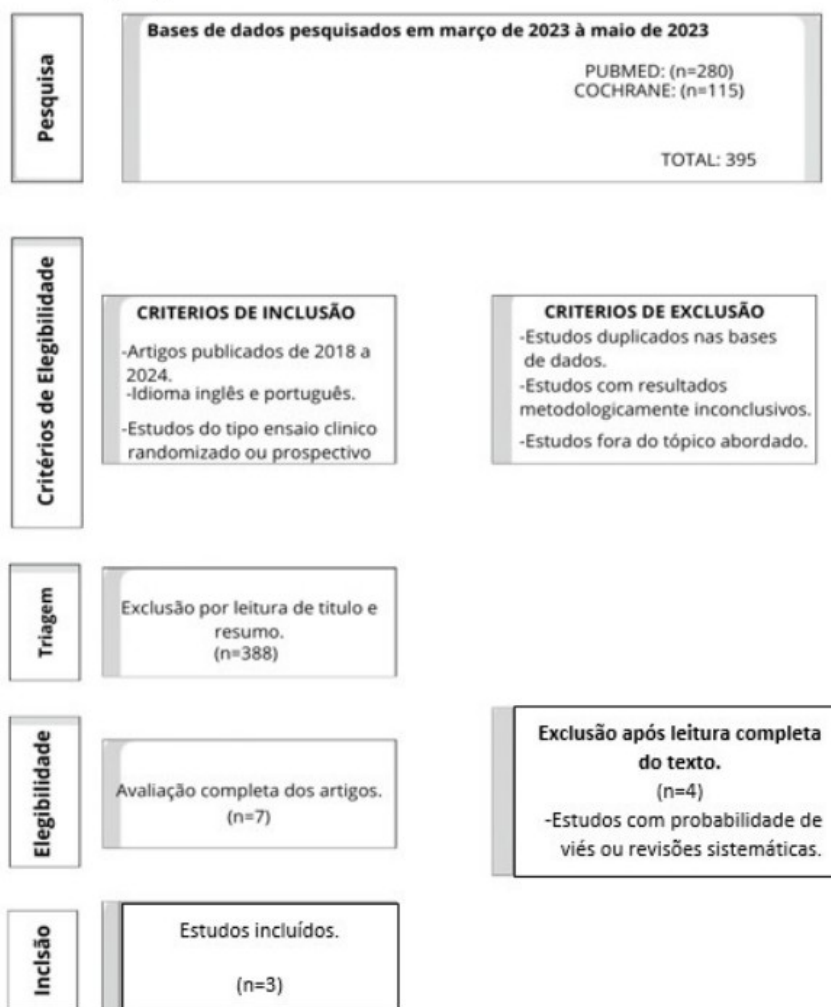 Pesquisa
Bases de dados pesquisados em março de 2023 à maio de 2023
PUBMED: (n=280)
COCHRANE: (n=115)
TOTAL: 395
Critérios de Elegibilidade
CRITERIOS DE INCLUSÃO
-Artigos publicados de 2018 a
2024.
-Idioma inglês e português.
-Estudos do tipo ensaio clinico
randomizado ou prospectivo
CRITERIOS DE EXCLUSÃO
-Estudos duplicados nas bases
de dados.
-Estudos com resultados
metodologicamente inconclusivos.
-Estudos fora do tópico abordado.
Triagem
Exclusão por leitura de titulo e
resumo.
(n=388)
Elegibilidade
Avaliação completa dos artigos.
(n=7)
Exclusão após leitura completa
do texto.
(n=4)
-Estudos com probabilidade de
viés ou revisões sistemáticas.
Inclsão
Estudos incluídos.
(n=3)